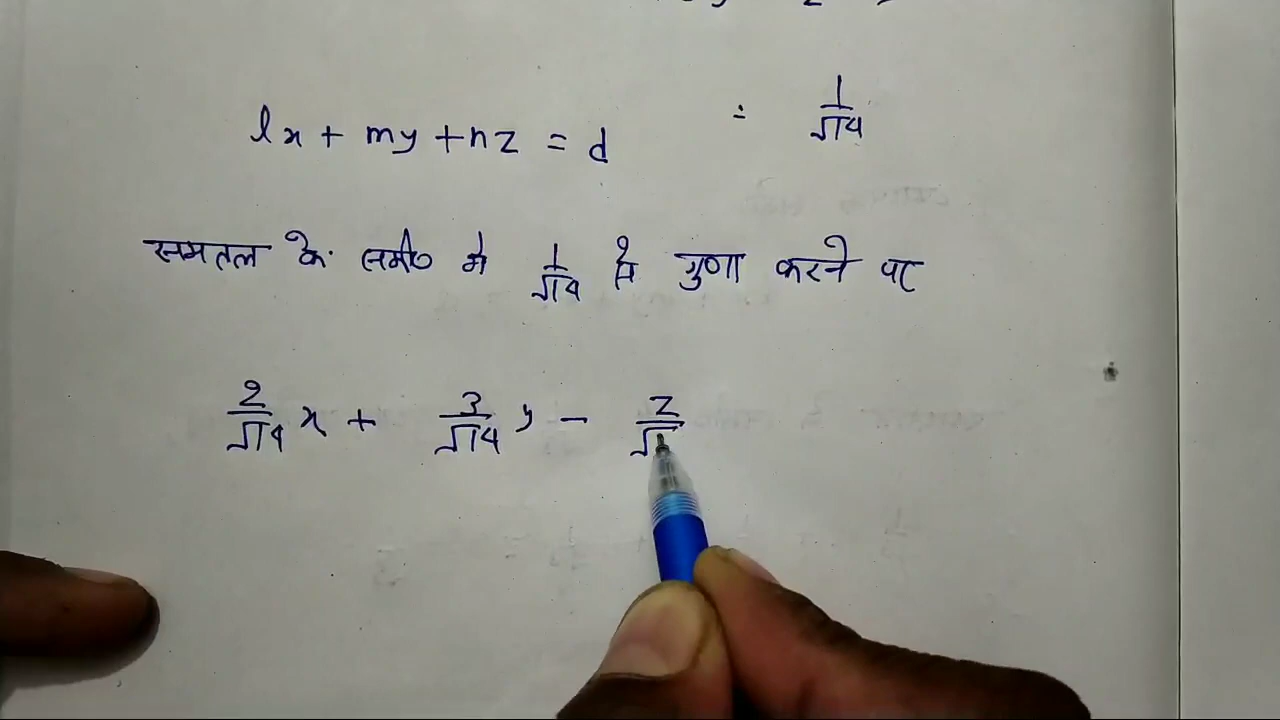 lx + my + nz = d = 1/√14
समतल के समी० में 1/√14 से गुणा करने पर
2/√14 x + 3/√14 y - z/√